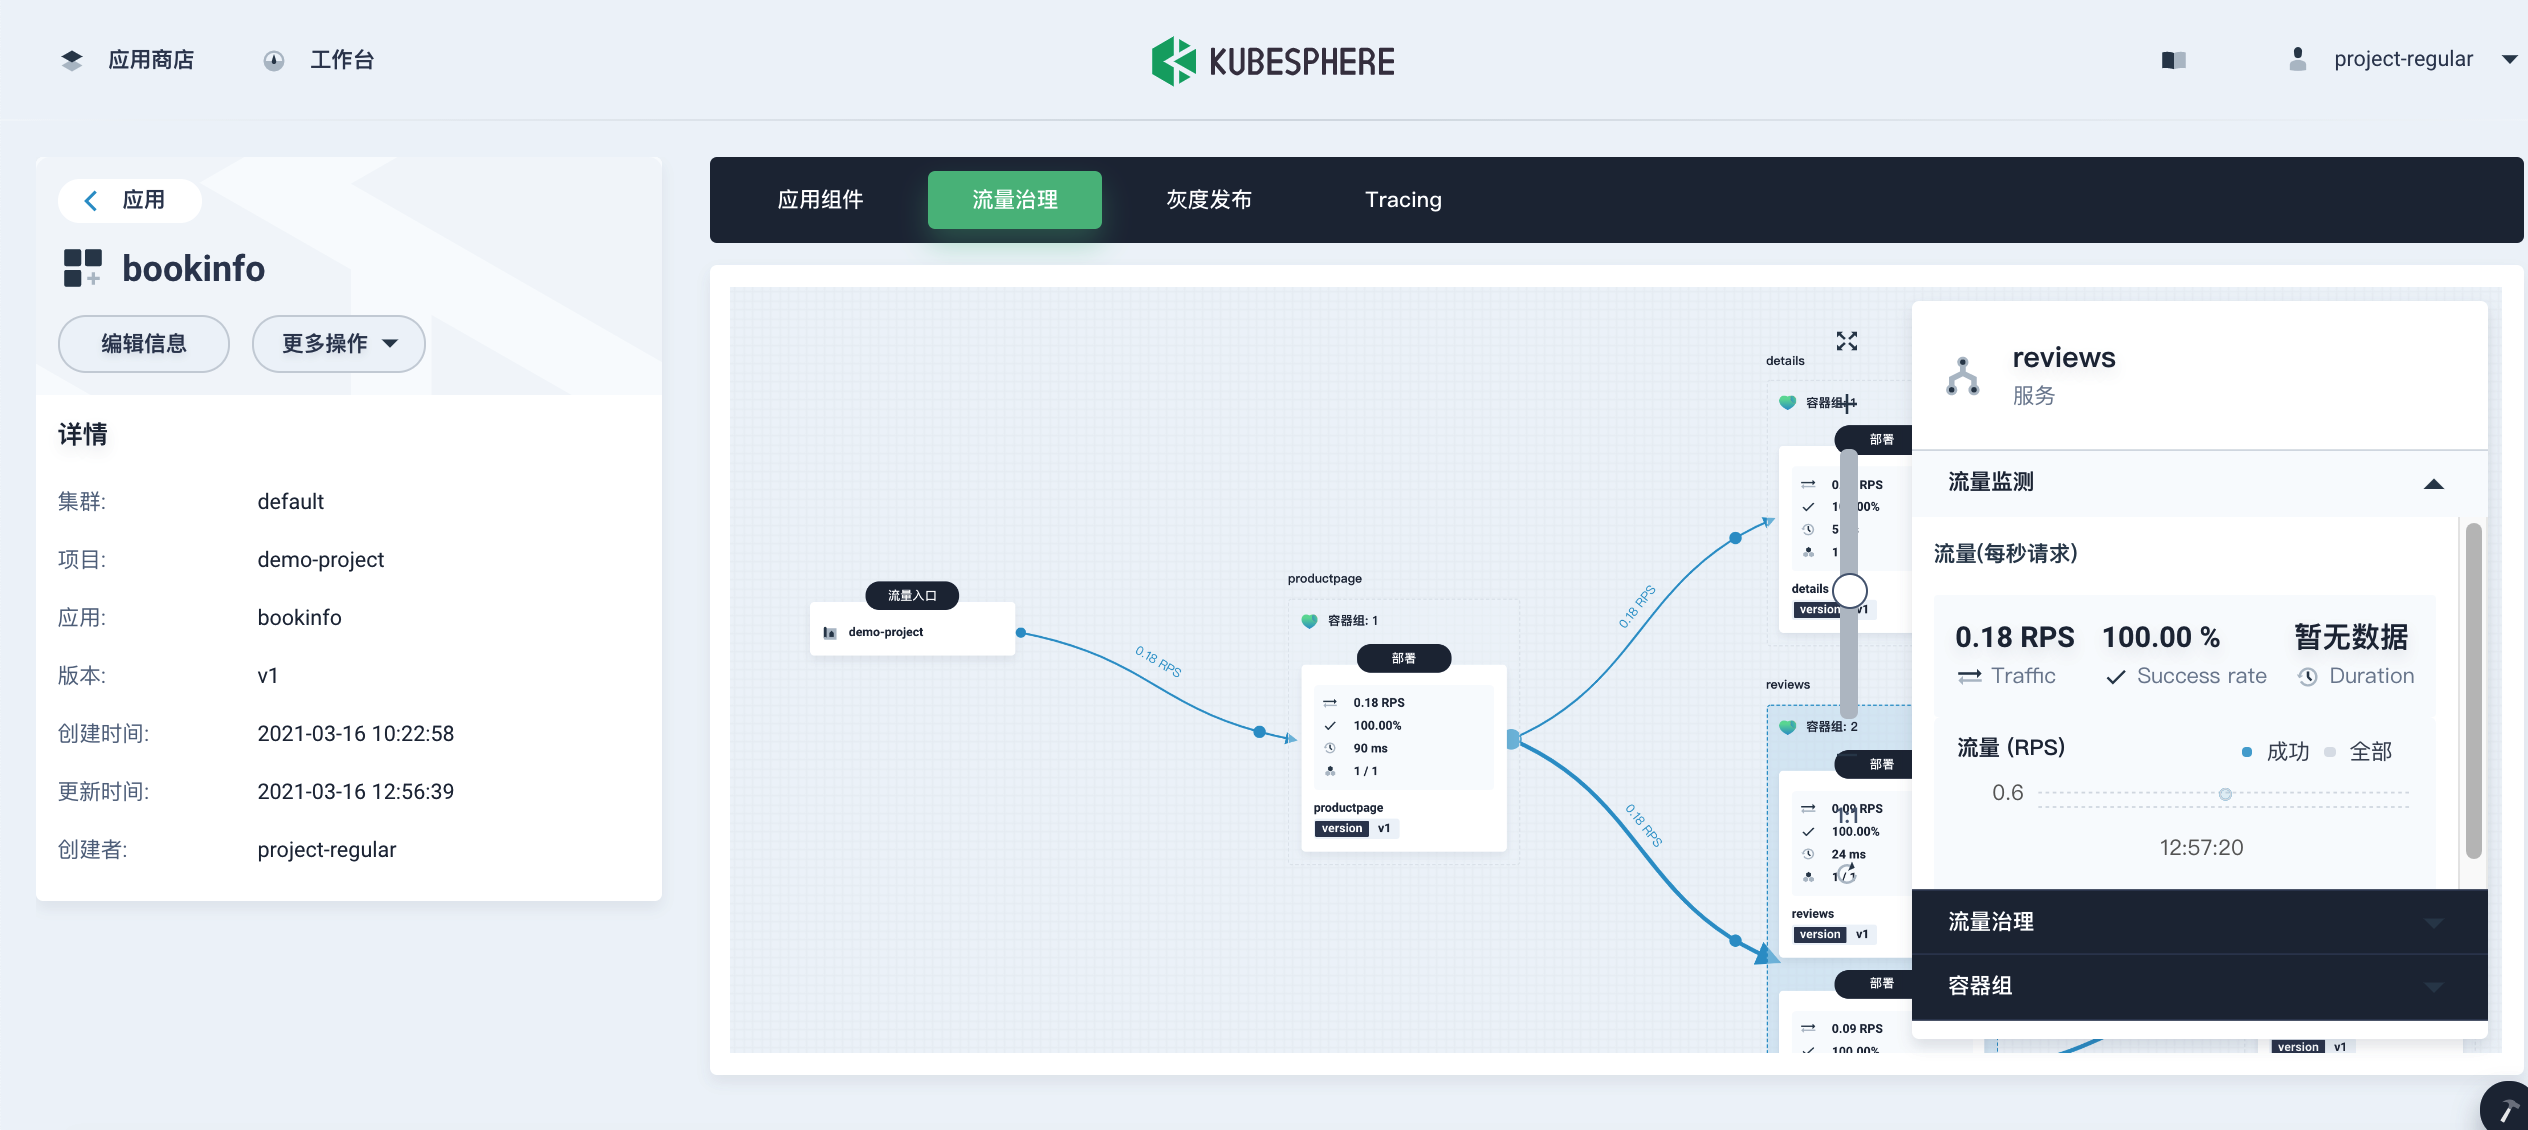 应用商店
工作台
KUBESPHERE
project-regular
应用
bookinfo
编辑信息
更多操作
详情
集群: default
项目: demo-project
应用: bookinfo
版本: v1
创建时间: 2021-03-16 10:22:58
更新时间: 2021-03-16 12:56:39
创建者: project-regular
应用组件
流量治理
灰度发布
Tracing
流量入口
demo-project
0.18 RPS
productpage
容器组: 1
部署
0.18 RPS
100.00%
90 ms
1 / 1
productpage
version v1
0.18 RPS
0.18 RPS
details
容器组: 1
部署
RPS
details
version v1
reviews
容器组: 2
部署
0.09 RPS
1:1
100.00%
24 ms
1 / 1
reviews
version v1
部署
0.09 RPS
100.00%
reviews
服务
流量监测
流量(每秒请求)
0.18 RPS 100.00 % 暂无数据
Traffic Success rate Duration
流量 (RPS)
成功 全部
0.6
12:57:20
流量治理
容器组
version v1